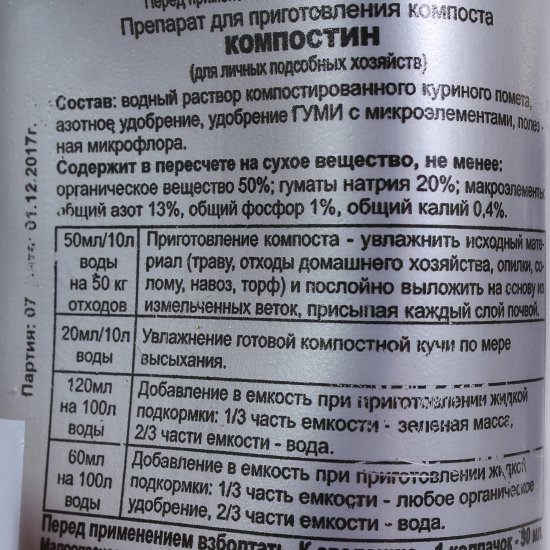 Перед
Препарат для приготовления компоста
КОМПОСТИН
(для личных подсобных хозяйств)
Состав: водный раствор компостированного куриного помета,
азотное удобрение, удобрение ГУМИ с микроэлементами, полез-
ная микрофлора.
Содержит в пересчете на сухое вещество, не менее:
органическое вещество 50%; гуматы натрия 20%; макроэлементы:
общий азот 13%, общий фосфор 1%, общий калий 0,4%.
50мл/10л
воды
на 50 кг
отходов
Приготовление компоста - увлажнить исходный мате-
риал (траву, отходы домашнего хозяйства, опилки, со-
лому, навоз, торф) и послойно выложить на основу из
измельченных веток, присыпая каждый слой почвой.
20мл/10л
воды
Увлажнение готовой компостной кучи по мере
высыхания.
120мл
на 100л
воды
Добавление в емкость при приготовлении жидкой
подкормки: 1/3 часть емкости - зеленая масса,
2/3 части емкости - вода.
60мл
на 100л
воды
Добавление в емкость при приготовлении жидкой
подкормки: 1/3 часть емкости - любое органическое
удобрение, 2/3 части емкости - вода.
Перед применением взболтать. 1 колпачок - 30 мл.
Партия: 07 01.12.2017г.